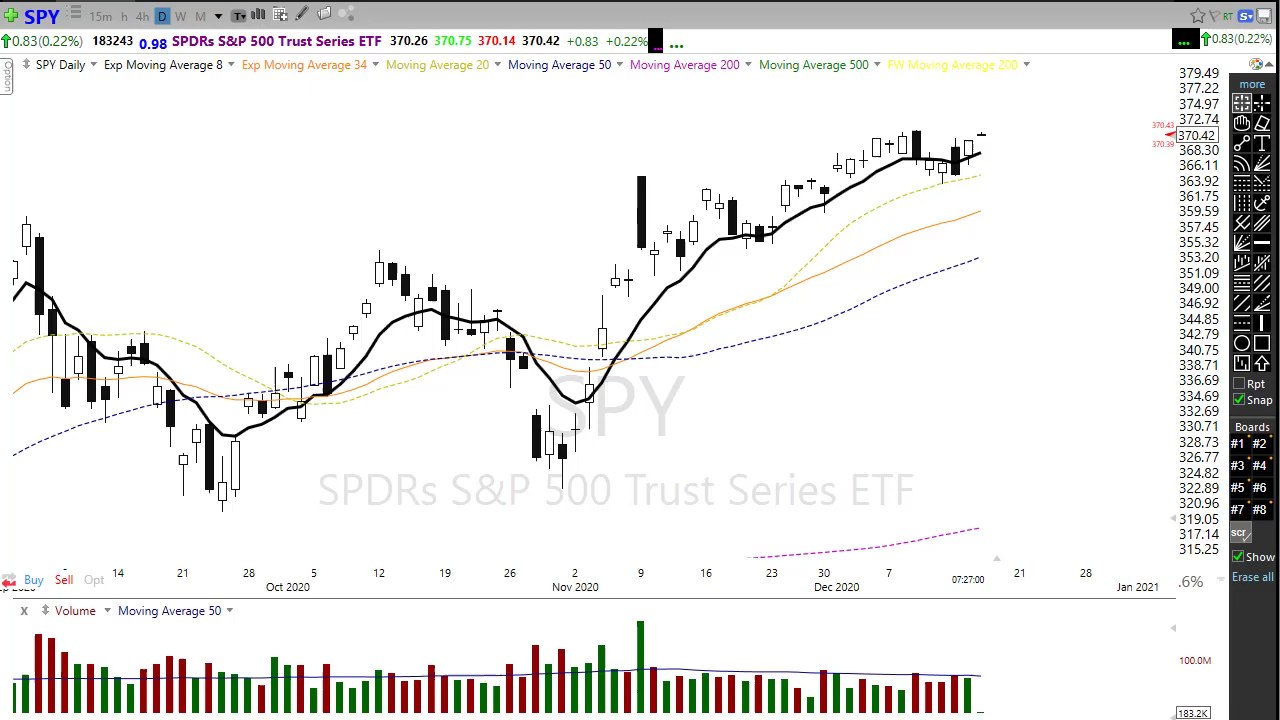 SPY 15m h 4h D W M T RT S
0.83(0.22%) 183243 0.98 SPDRs S&P 500 Trust Series ETF 370.26 370.75 370.14 370.42 +0.83 +0.22% ... ... ... 0.83(0.22%)
Option
SPY Daily Exp Moving Average 8 Exp Moving Average 34 Moving Average 20 Moving Average 50 Moving Average 200 Moving Average 500 FW Moving Average 200
379.49
377.22
374.97
372.74
370.43
370.42
370.39
368.30
366.11
363.92
361.75
359.59
357.45
355.32
353.20
351.09
349.00
346.92
344.85
342.79
340.75
338.71
336.69
334.69
332.69
330.71
328.73
326.77
324.82
322.89
320.96
319.05
317.14
315.25
more
T
Rpt
Snap
Boards
#1 #2
#3 #4
#5 #6
#7 #8
scr
Show
Erase all
SPY
SPDRs S&P 500 Trust Series ETF
14 21 28 5 12 19 26 2 9 16 23 30 7 07:27:00 21 28
Buy Sell Opt
2020 Oct 2020 Nov 2020 Dec 2020 Jan 2021
.6%
x Volume Moving Average 50
100.0M
183.2K